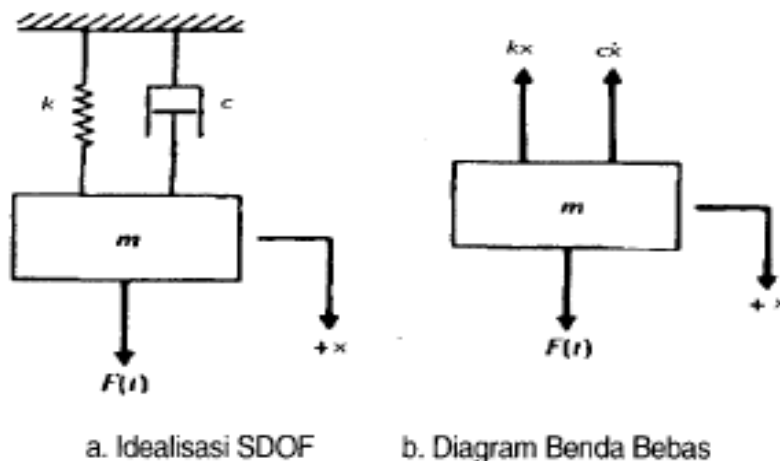 k
c
m
F(t)
+x
kx
cẋ
m
F(t)
+x
a. Idealisasi SDOF
b. Diagram Benda Bebas